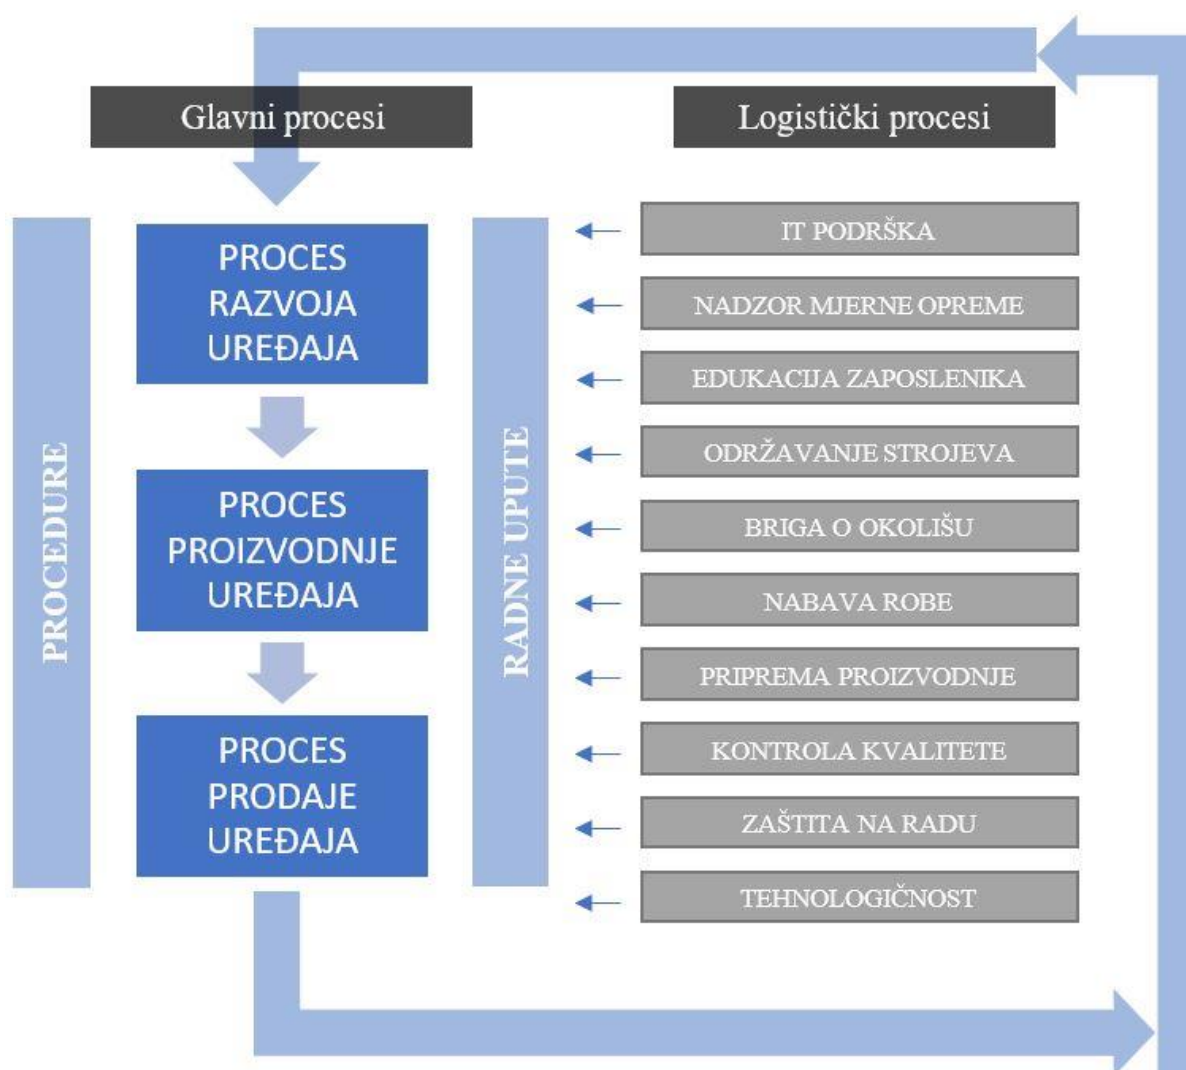 Glavni procesi
Logistički procesi
PROCEDURE
PROCES
RAZVOJA
UREĐAJA
PROCES
PROIZVODNJE
UREĐAJA
PROCES
PRODAJE
UREĐAJA
RADNE UPUTE
IT PODRŠKA
NADZOR MJERNE OPREME
EDUKACIJA ZAPOSLENIKA
ODRŽAVANJE STROJEVA
BRIGA O OKOLIŠU
NABAVA ROBE
PRIPREMA PROIZVODNJE
KONTROLA KVALITETE
ZAŠTITA NA RADU
TEHNOLOGIČNOST